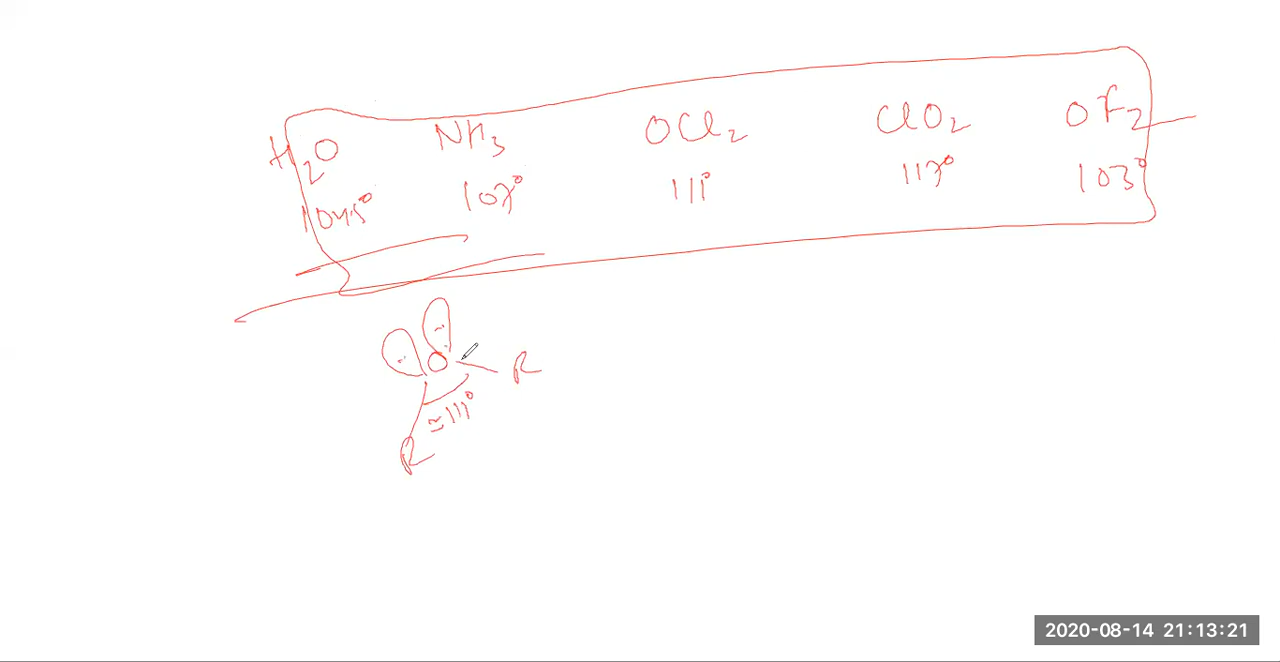 H₂O NH₃ OCl₂ ClO₂ OF₂
104.5° 107° 111° 117° 103°
O R
≃111°
R
2020-08-14 21:13:21